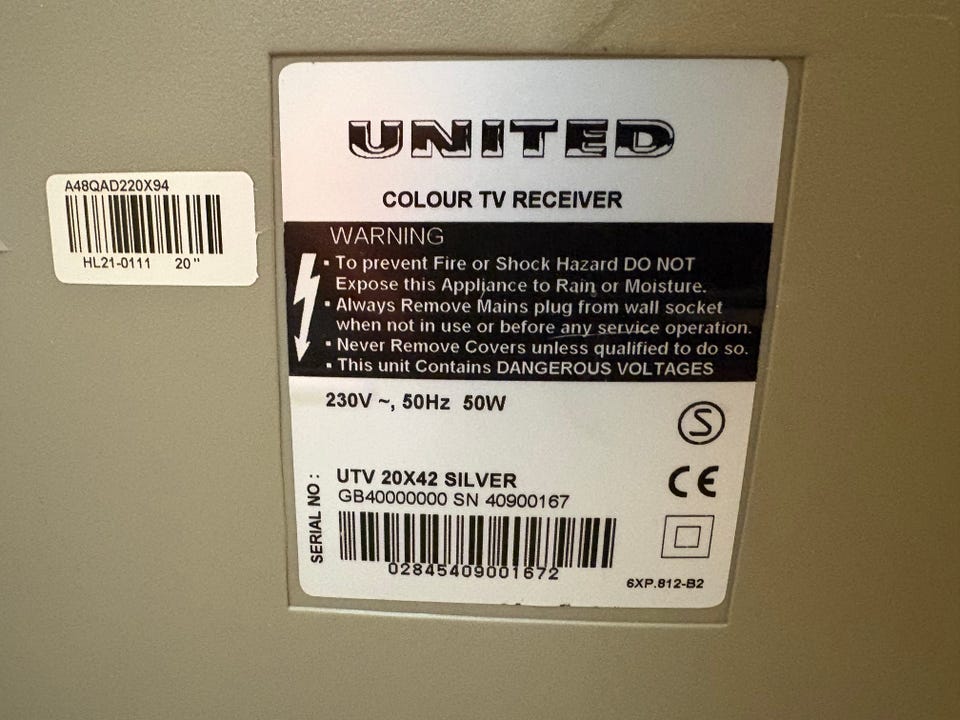 A48QAD220X94
HL21-0111 20"
UNITED
COLOUR TV RECEIVER
WARNING
▪ To prevent Fire or Shock Hazard DO NOT
Expose this Appliance to Rain or Moisture.
▪ Always Remove Mains plug from wall socket
when not in use or before any service operation.
▪ Never Remove Covers unless qualified to do so.
▪ This unit Contains DANGEROUS VOLTAGES
230V ~, 50Hz 50W
S
UTV 20X42 SILVER
GB40000000 SN 40900167
CE
SERIAL NO :
02845409001672
6XP.812-B2